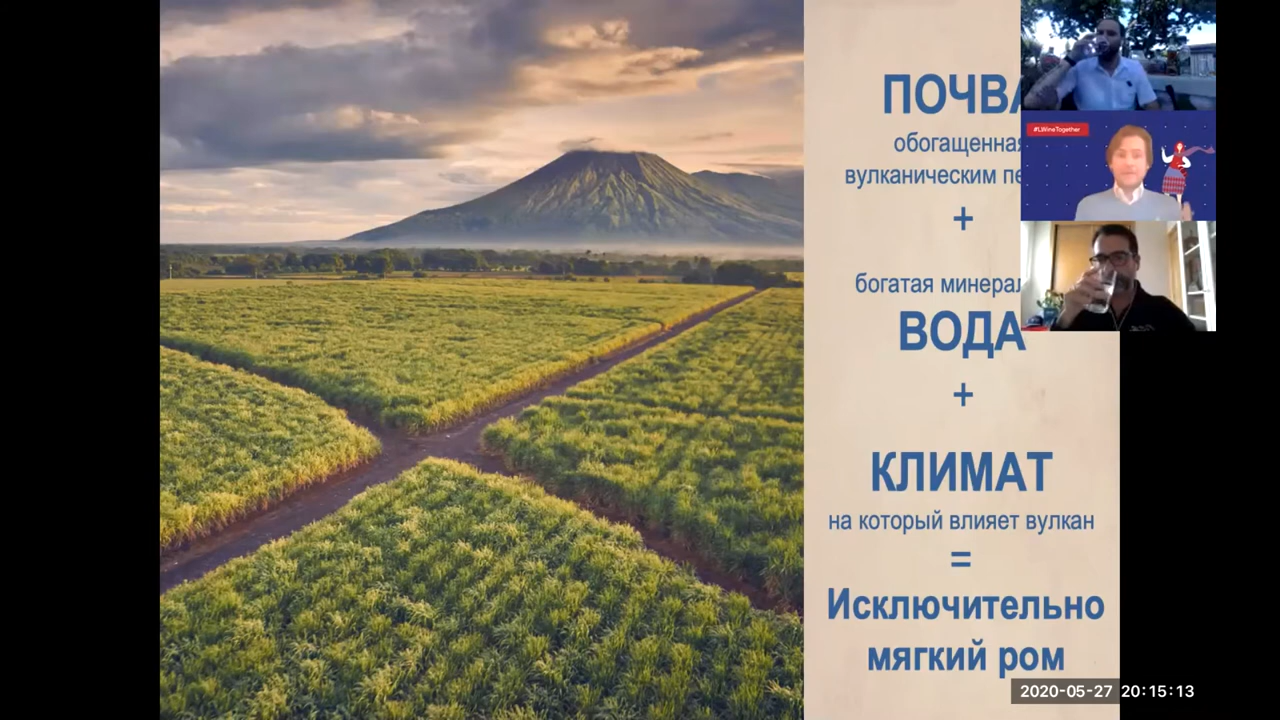 ПОЧВА
обогащенная
вулканическим
+
богатая
ВОДА
+
КЛИМАТ
на который влияет вулкан
=
Исключительно
мягкий ром
#LWineTogether
2020-05-27 20:15:13